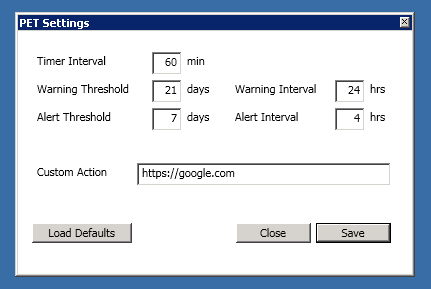 PET Settings
Timer Interval 60 min
Warning Threshold 21 days Warning Interval 24 hrs
Alert Threshold 7 days Alert Interval 4 hrs
Custom Action https://google.com
Load Defaults Close Save